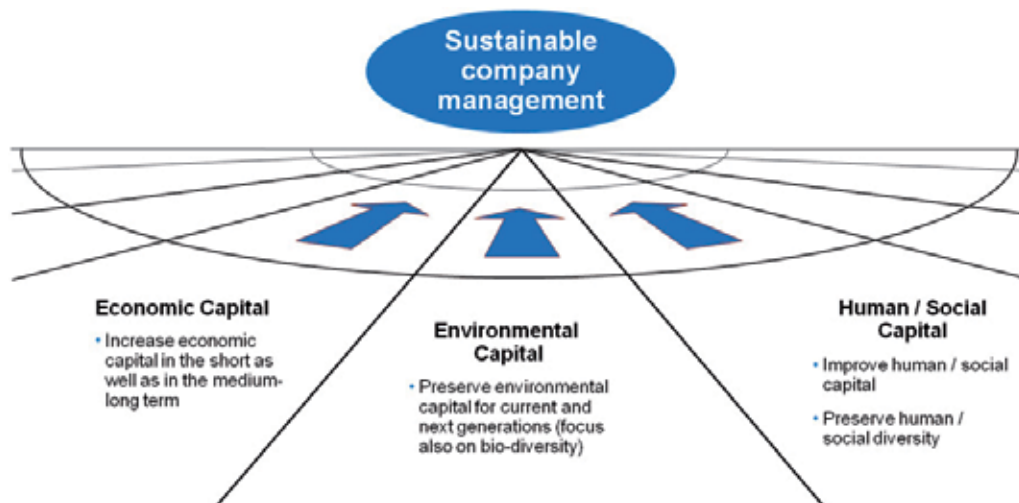 Sustainable
company
management
Economic Capital
• Increase economic
capital in the short as
well as in the medium-
long term
Environmental
Capital
• Preserve environmental
capital for current and
next generations (focus
also on bio-diversity)
Human / Social
Capital
• Improve human / social
capital
• Preserve human /
social diversity